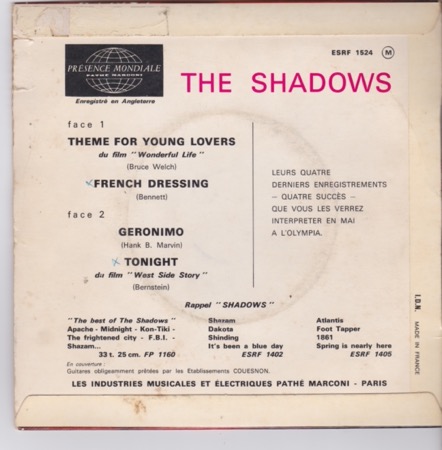 PRÉSENCE MONDIALE
PATHÉ MARCONI
Enregistré en Angleterre
ESRF 1524 M
THE SHADOWS
face 1
THEME FOR YOUNG LOVERS
du film "Wonderful Life"
(Bruce Welch)
FRENCH DRESSING
(Bennett)
face 2
GERONIMO
(Hank B. Marvin)
TONIGHT
du film "West Side Story"
(Bernstein)
LEURS QUATRE
DERNIERS ENREGISTREMENTS
- QUATRE SUCCÈS -
QUE VOUS LES VERREZ
INTERPRETER EN MAI
A L'OLYMPIA.
Rappel "SHADOWS"
"The best of The Shadows"
Apache - Midnight - Kon-Tiki -
The frightened city - F.B.I. -
Shazam...
33 t. 25 cm. FP 1160
Shazam
Dakota
Shinding
It's been a blue day
ESRF 1402
Atlantis
Foot Tapper
1861
Spring is nearly here
ESRF 1405
En couverture :
Guitares obligeamment prêtées par les Etablissements COUESNON.
LES INDUSTRIES MUSICALES ET ÉLECTRIQUES PATHÉ MARCONI - PARIS
I.D.N.
MADE IN FRANCE